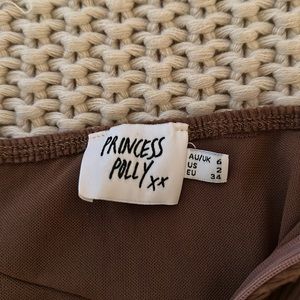 PRINCESS
POLLY xx
AU/UK 6
US 2
EU 34